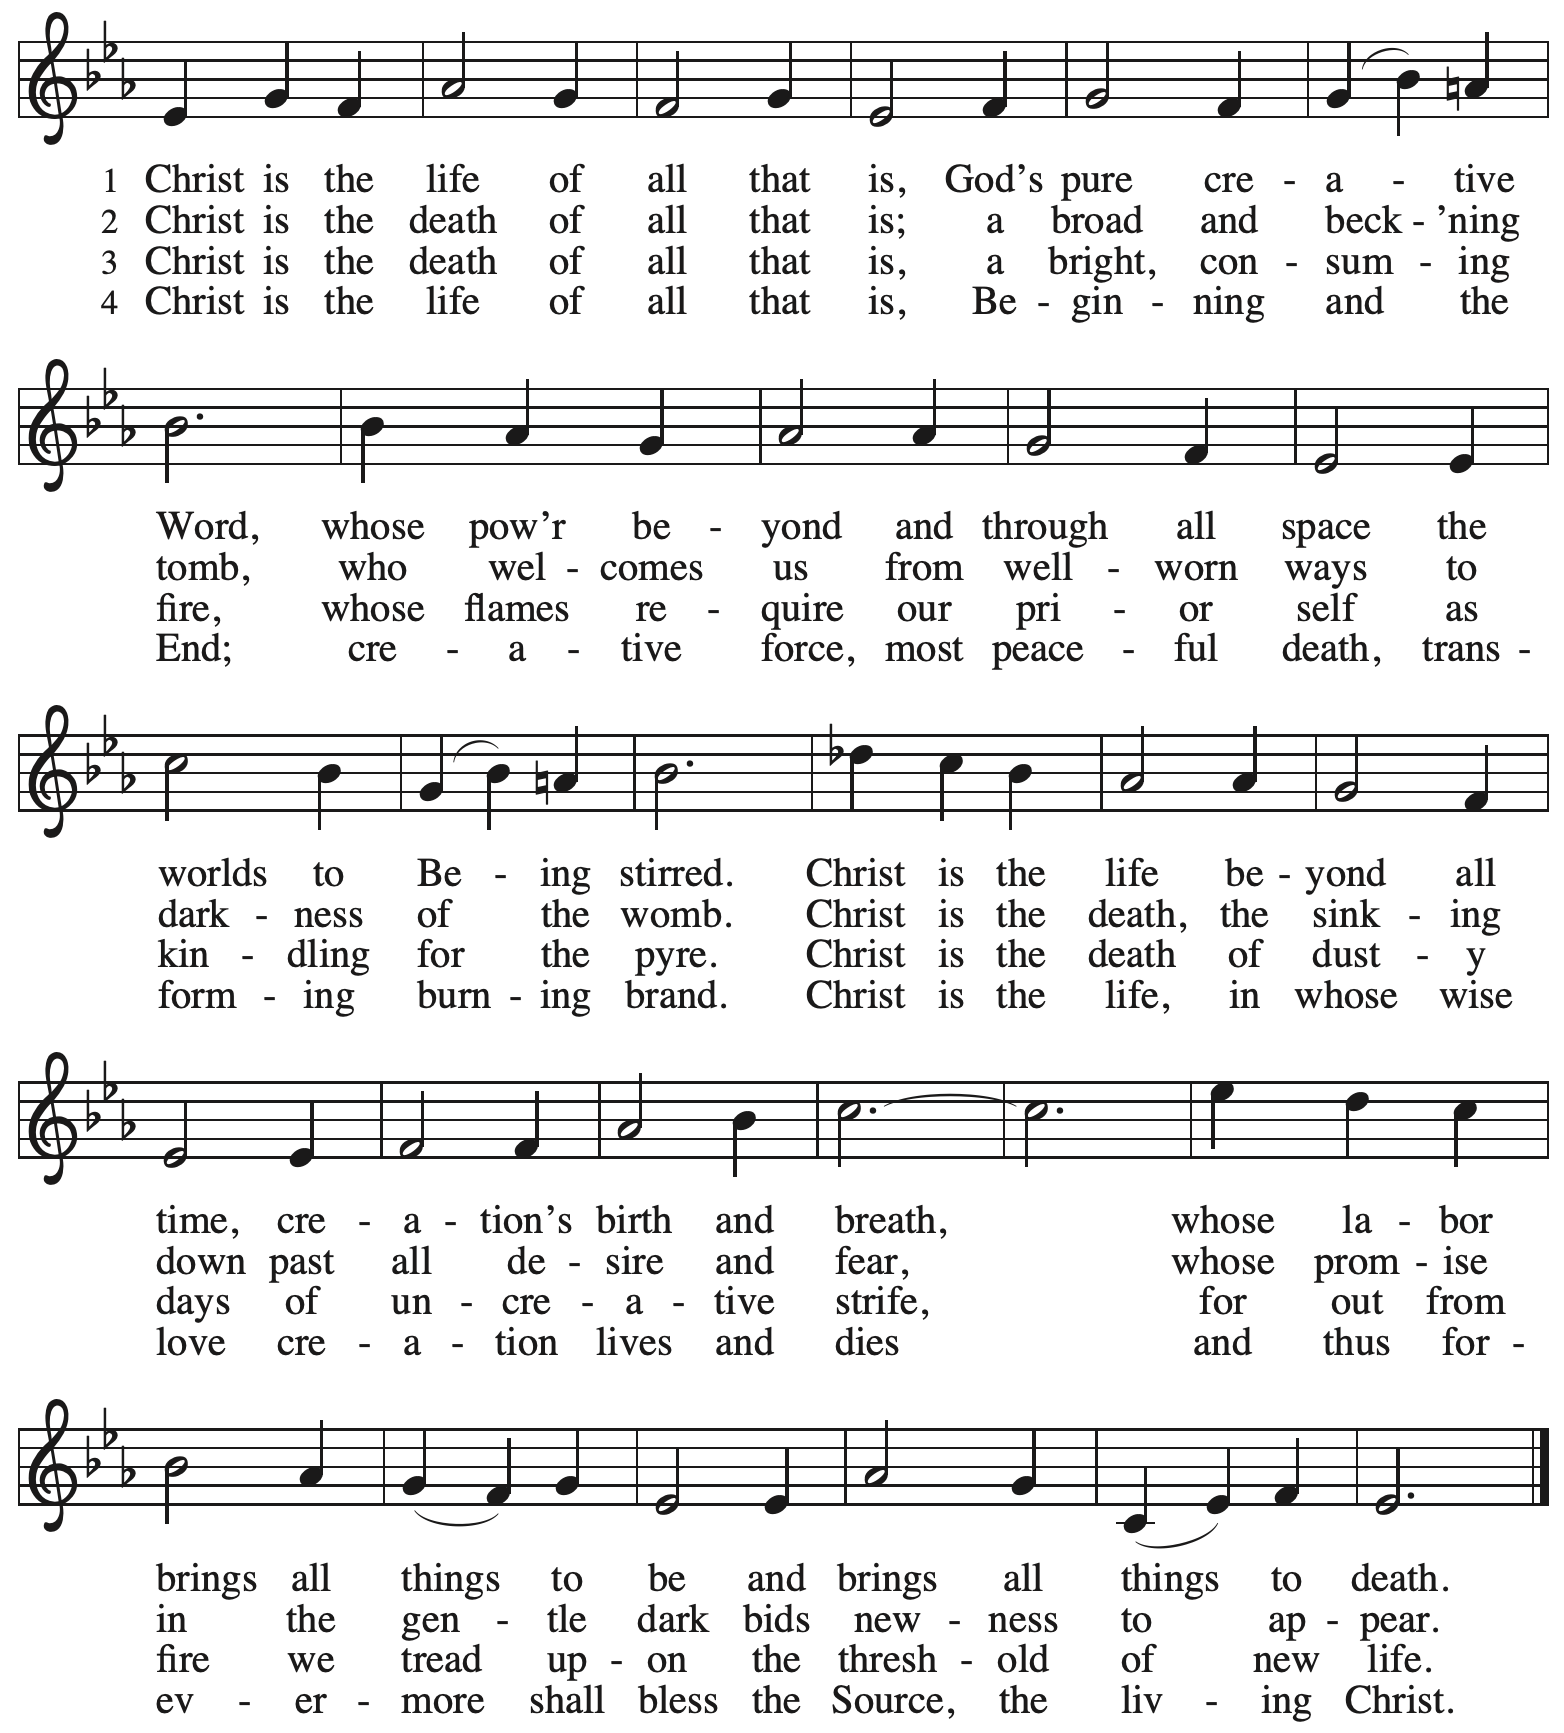 1 Christ is the life of all that is, God’s pure cre - a - tive
2 Christ is the death of all that is; a broad and beck - ’ning
3 Christ is the death of all that is, a bright, con - sum - ing
4 Christ is the life of all that is, Be - gin - ning and the
Word, whose pow’r be - yond and through all space the
tomb, who wel - comes us from well - worn ways to
fire, whose flames re - quire our pri - or self as
End; cre - a - tive force, most peace - ful death, trans -
worlds to Be - ing stirred. Christ is the life be - yond all
dark - ness of the womb. Christ is the death, the sink - ing
kin - dling for the pyre. Christ is the death of dust - y
form - ing burn - ing brand. Christ is the life, in whose wise
time, cre - a - tion’s birth and breath, whose la - bor
down past all de - sire and fear, whose prom - ise
days of un - cre - a - tive strife, for out from
love cre - a - tion lives and dies and thus for -
brings all things to be and brings all things to death.
in the gen - tle dark bids new - ness to ap - pear.
fire we tread up - on the thresh - old of new life.
ev - er - more shall bless the Source, the liv - ing Christ.